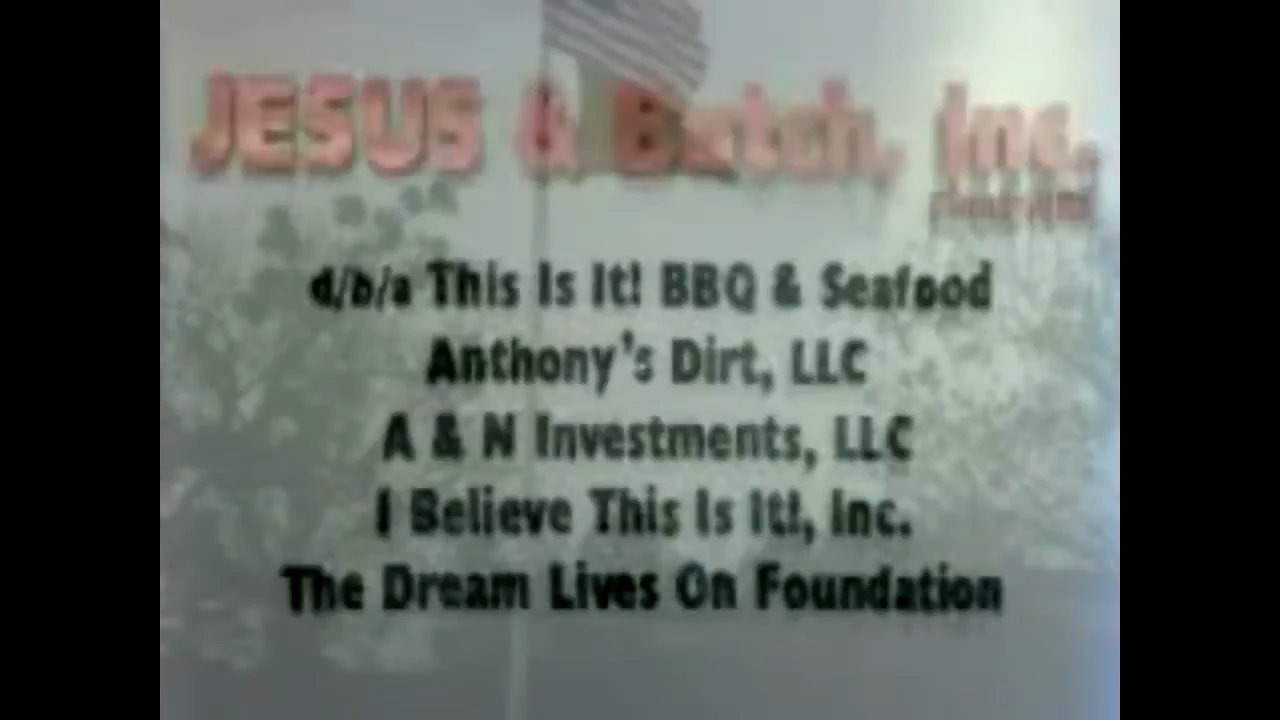 JESUS & Butch, Inc.
d/b/a This Is It! BBQ & Seafood
Anthony's Dirt, LLC
A & N Investments, LLC
I Believe This Is It!, Inc.
The Dream Lives On Foundation